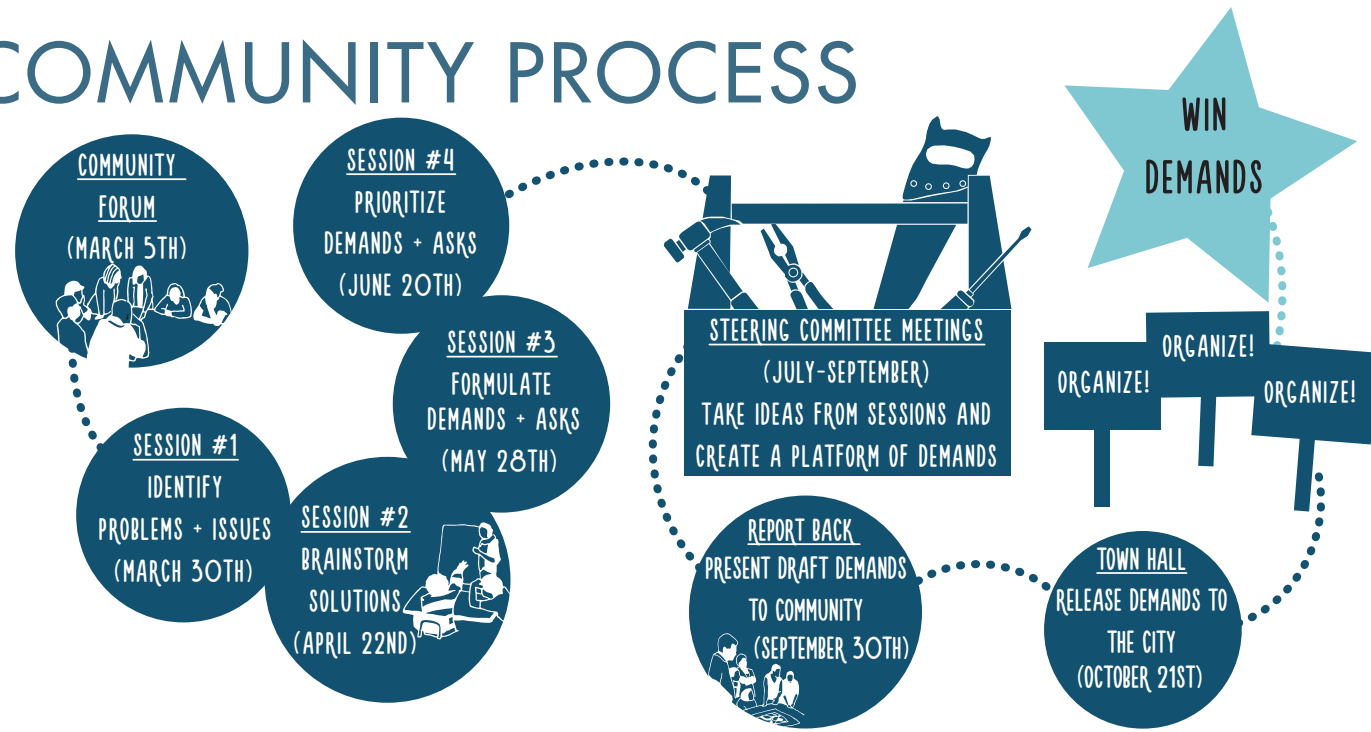 COMMUNITY PROCESS
COMMUNITY
FORUM
(MARCH 5TH)
SESSION #1
IDENTIFY
PROBLEMS + ISSUES
(MARCH 30TH)
SESSION #2
BRAINSTORM
SOLUTIONS
(APRIL 22ND)
SESSION #3
FORMULATE
DEMANDS + ASKS
(MAY 28TH)
SESSION #4
PRIORITIZE
DEMANDS + ASKS
(JUNE 20TH)
STEERING COMMITTEE MEETINGS
(JULY-SEPTEMBER)
TAKE IDEAS FROM SESSIONS AND
CREATE A PLATFORM OF DEMANDS
REPORT BACK
PRESENT DRAFT DEMANDS
TO COMMUNITY
(SEPTEMBER 30TH)
TOWN HALL
RELEASE DEMANDS TO
THE CITY
(OCTOBER 21ST)
ORGANIZE!
ORGANIZE!
ORGANIZE!
WIN
DEMANDS